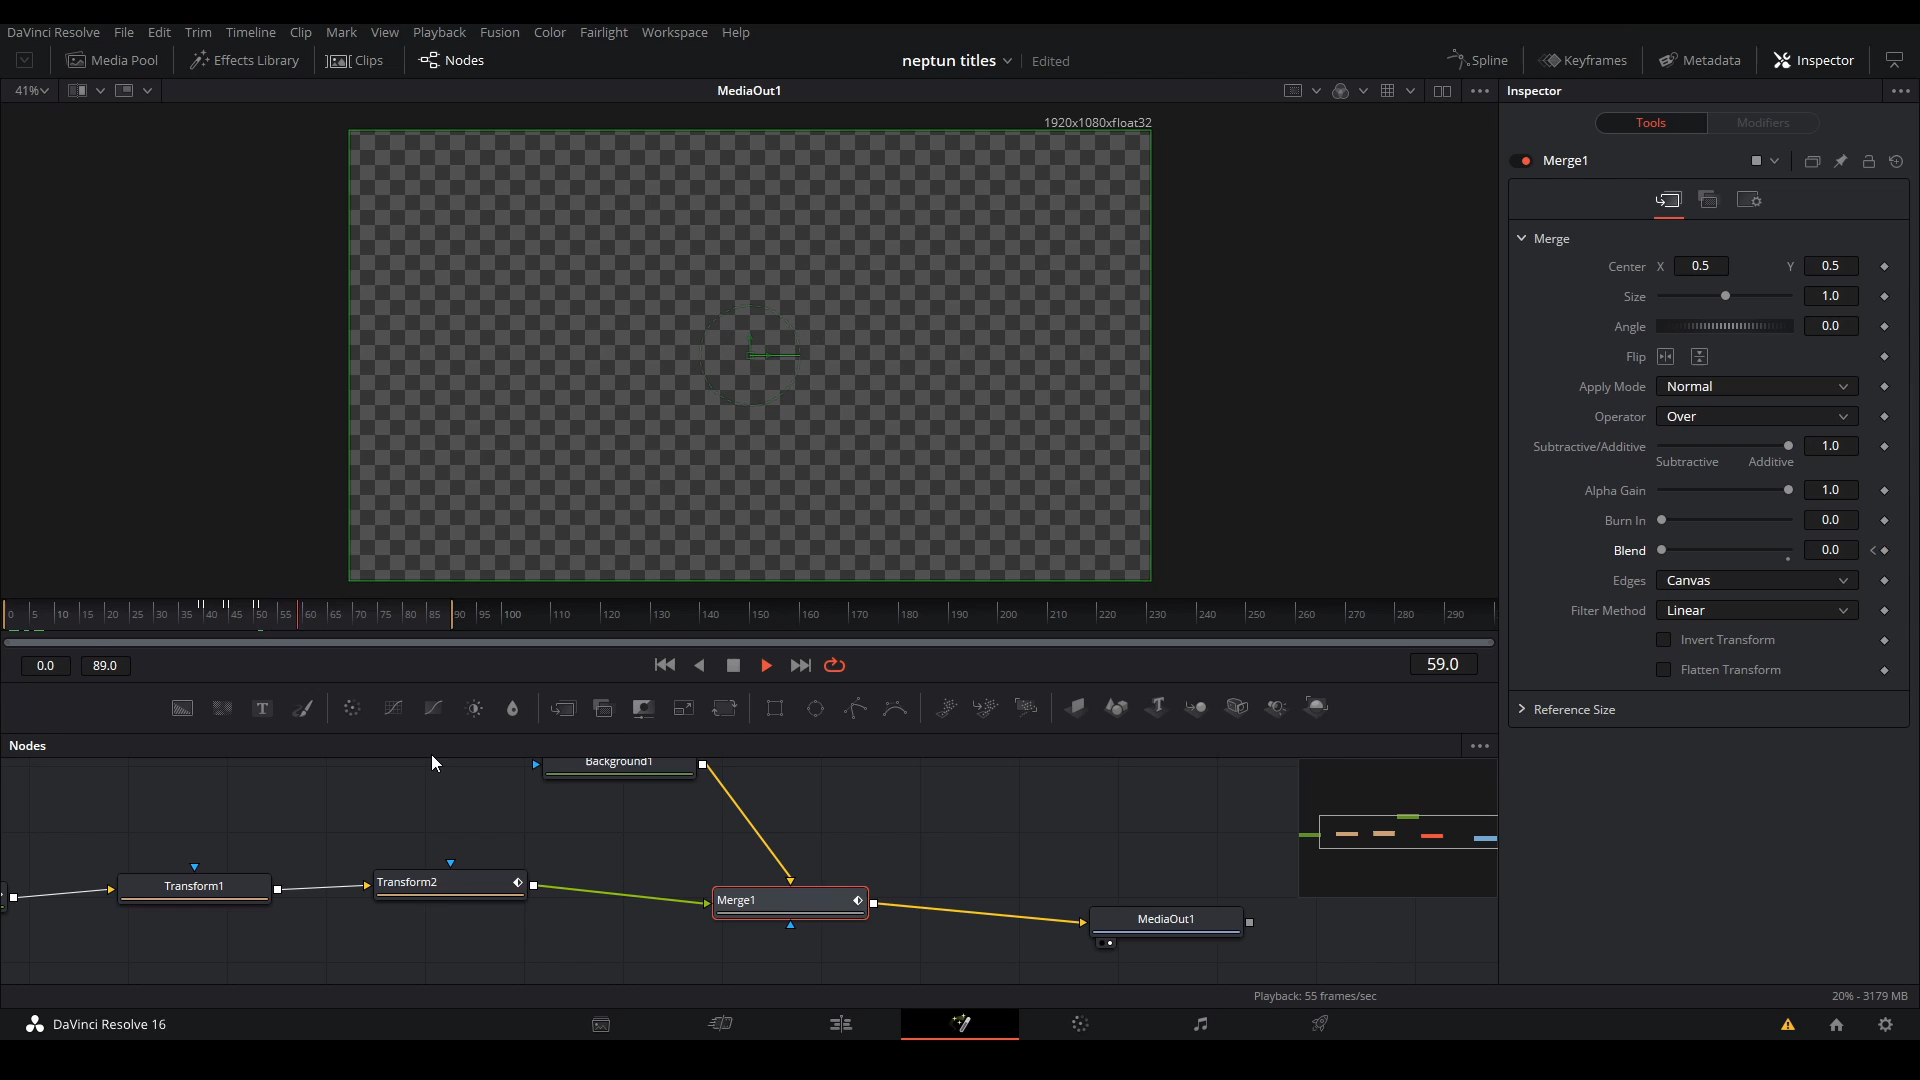 DaVinci Resolve File Edit Trim Timeline Clip Mark View Playback Fusion Color Fairlight Workspace Help
Media Pool Effects Library Clips Nodes neptun titles Edited Spline Keyframes Metadata Inspector
41% MediaOut1 Inspector
1920x1080xfloat32
Tools Modifiers
Merge1
Merge
Center X 0.5 Y 0.5
Size 1.0
Angle 0.0
Flip
Apply Mode Normal
Operator Over
Subtractive/Additive 1.0
Subtractive Additive
Alpha Gain 1.0
Burn In 0.0
Blend 0.0
Edges Canvas
Filter Method Linear
Invert Transform
Flatten Transform
Reference Size
0 5 10 15 20 25 30 35 40 45 50 55 60 65 70 75 80 85 90 95 100 110 120 130 140 150 160 170 180 190 200 210 220 230 240 250 260 270 280 290
0.0 89.0 59.0
Nodes
Background1
Transform1
Transform2
Merge1
MediaOut1
Playback: 55 frames/sec 20% - 3179 MB
DaVinci Resolve 16